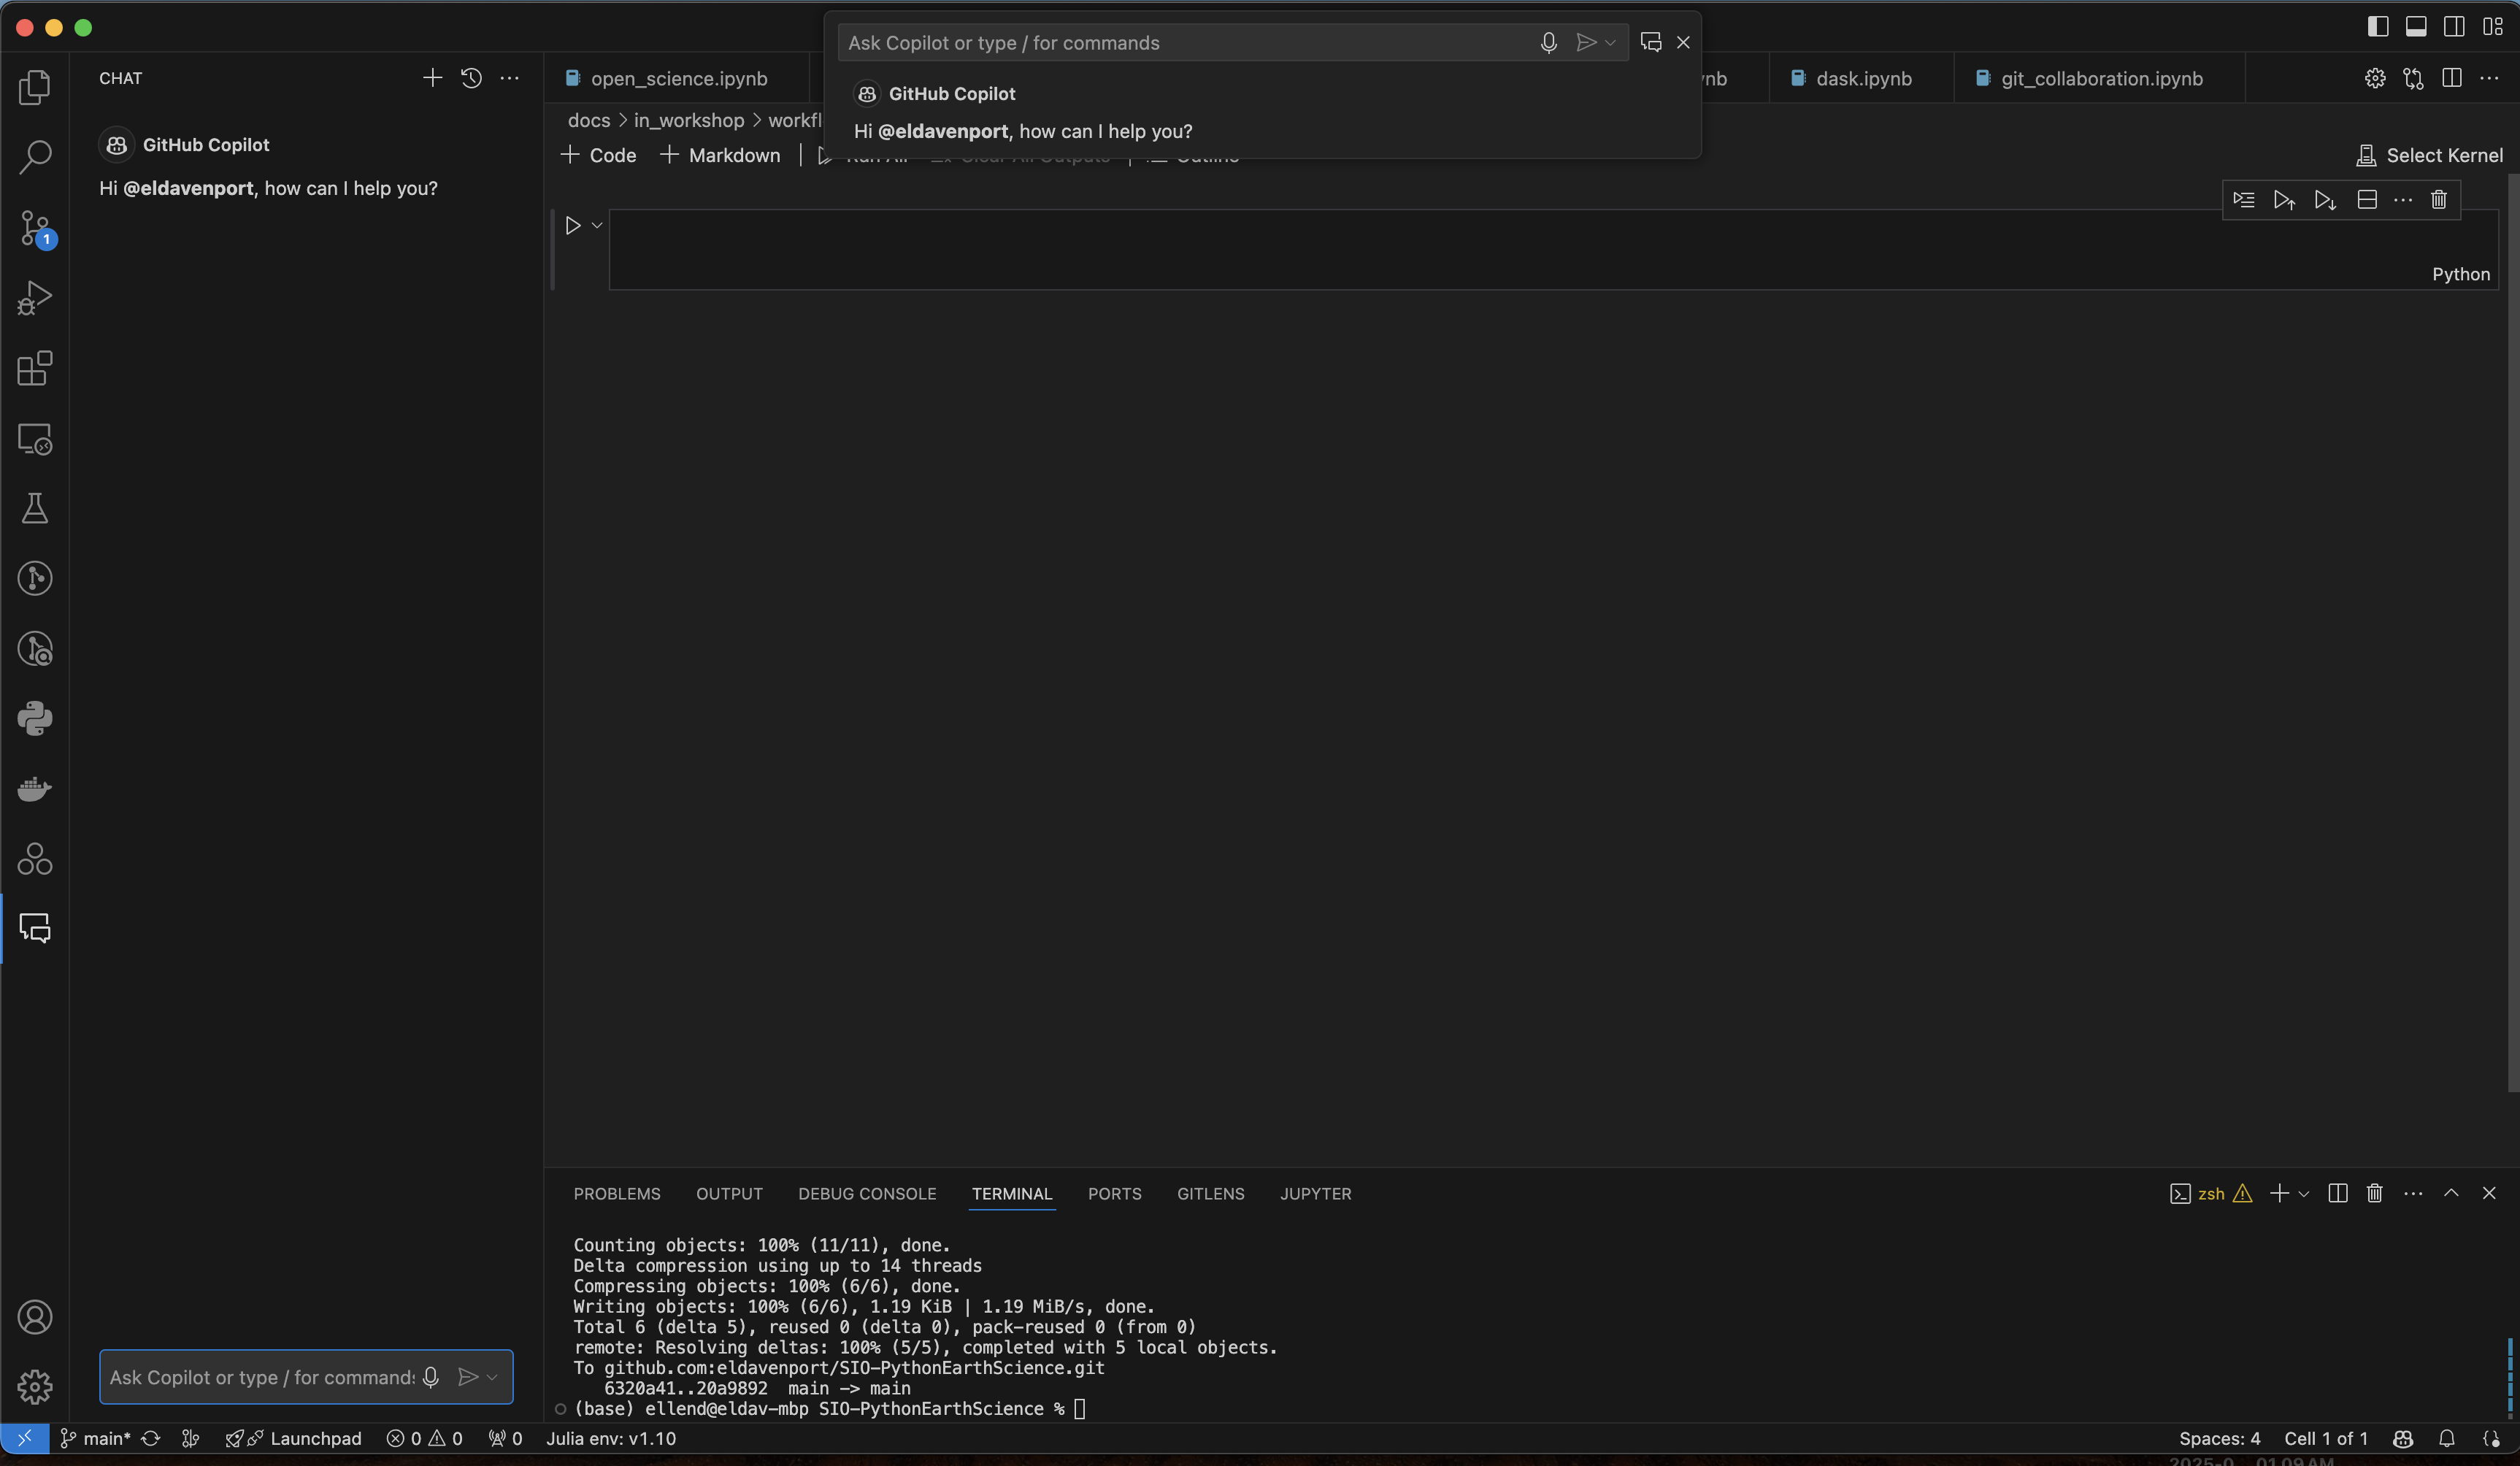 Ask Copilot or type / for commands
GitHub Copilot
Hi @eldavenport, how can I help you?
CHAT
GitHub Copilot
Hi @eldavenport, how can I help you?
1
Ask Copilot or type / for command
open_science.ipynb
dask.ipynb
git_collaboration.ipynb
docs > in_workshop >
Code
Markdown
Select Kernel
Python
PROBLEMS
OUTPUT
DEBUG CONSOLE
TERMINAL
PORTS
GITLENS
JUPYTER
zsh
Counting objects: 100% (11/11), done.
Delta compression using up to 14 threads
Compressing objects: 100% (6/6), done.
Writing objects: 100% (6/6), 1.19 KiB | 1.19 MiB/s, done.
Total 6 (delta 5), reused 0 (delta 0), pack-reused 0 (from 0)
remote: Resolving deltas: 100% (5/5), completed with 5 local objects.
To github.com:eldavenport/SIO-PythonEarthScience.git
6320a41..20a9892 main -> main
(base) ellend@eldav-mbp SIO-PythonEarthScience %
main*
Launchpad
0
0
0
Julia env: v1.10
Spaces: 4
Cell 1 of 1